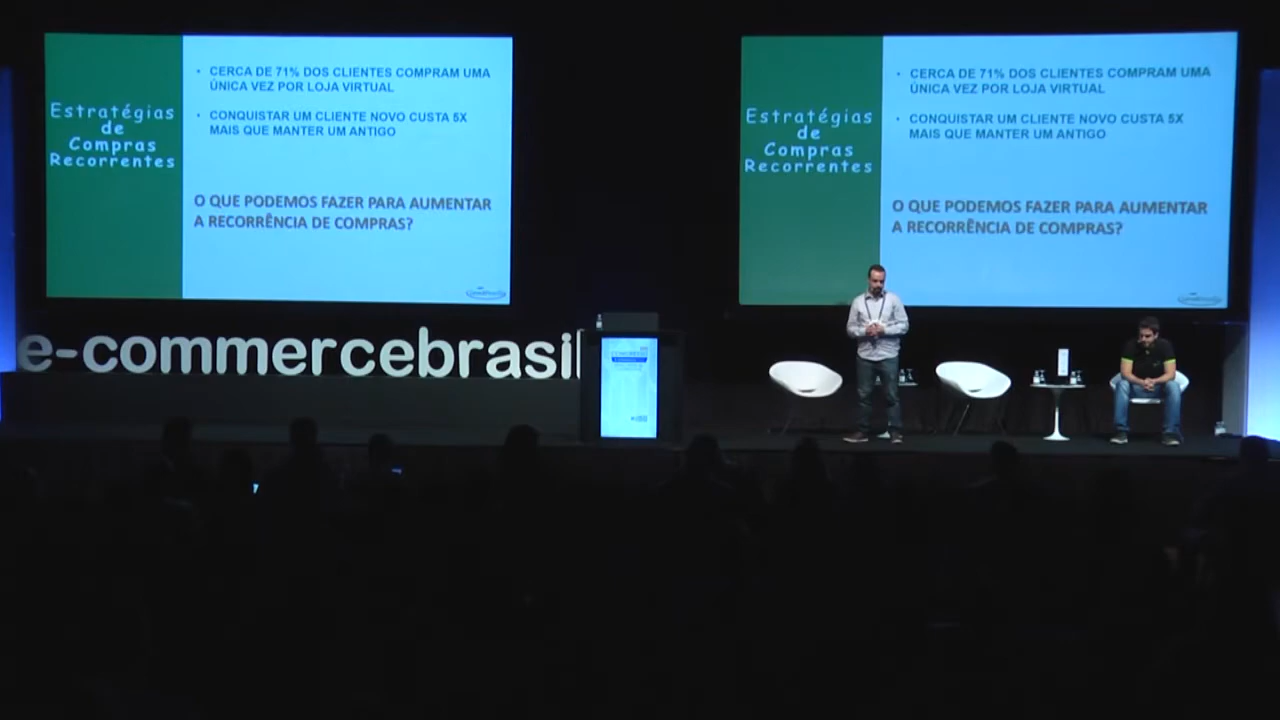 Estratégias
de
Compras
Recorrentes
• CERCA DE 71% DOS CLIENTES COMPRAM UMA
ÚNICA VEZ POR LOJA VIRTUAL
• CONQUISTAR UM CLIENTE NOVO CUSTA 5X
MAIS QUE MANTER UM ANTIGO
O QUE PODEMOS FAZER PARA AUMENTAR
A RECORRÊNCIA DE COMPRAS?
Estratégias
de
Compras
Recorrentes
• CERCA DE 71% DOS CLIENTES COMPRAM UMA
ÚNICA VEZ POR LOJA VIRTUAL
• CONQUISTAR UM CLIENTE NOVO CUSTA 5X
MAIS QUE MANTER UM ANTIGO
O QUE PODEMOS FAZER PARA AUMENTAR
A RECORRÊNCIA DE COMPRAS?
e-commercebrasil